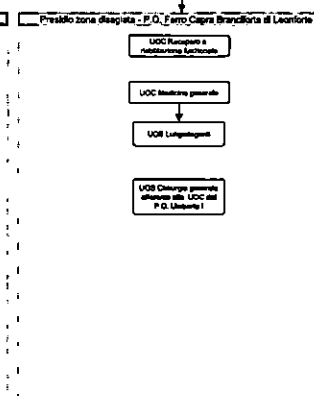 Presidio zona disagiata - P.O. Ferro Capra Branciforte di Leonforte
UOC Recupero e
riabilitazione funzionale
UOC Medicina generale
UOS Lungodegenti
UOS Chirurgia generale
afferente alla UOC del
P.O. Umberto I